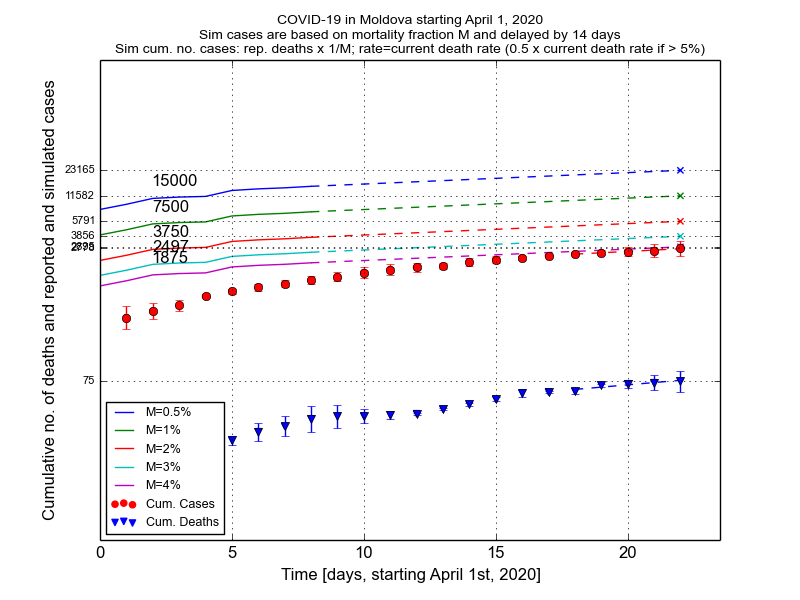 COVID-19 in Moldova starting April 1, 2020
Sim cases are based on mortality fraction M and delayed by 14 days
Sim cum. no. cases: rep. deaths x 1/M; rate=current death rate (0.5 x current death rate if > 5%)
Cumulative no. of deaths and reported and simulated cases
23165
11582
5791
3856
75
15000
7500
3750
2497
1875
M=0.5%
M=1%
M=2%
M=3%
M=4%
Cum. Cases
Cum. Deaths
0 5 10 15 20
Time [days, starting April 1st, 2020]